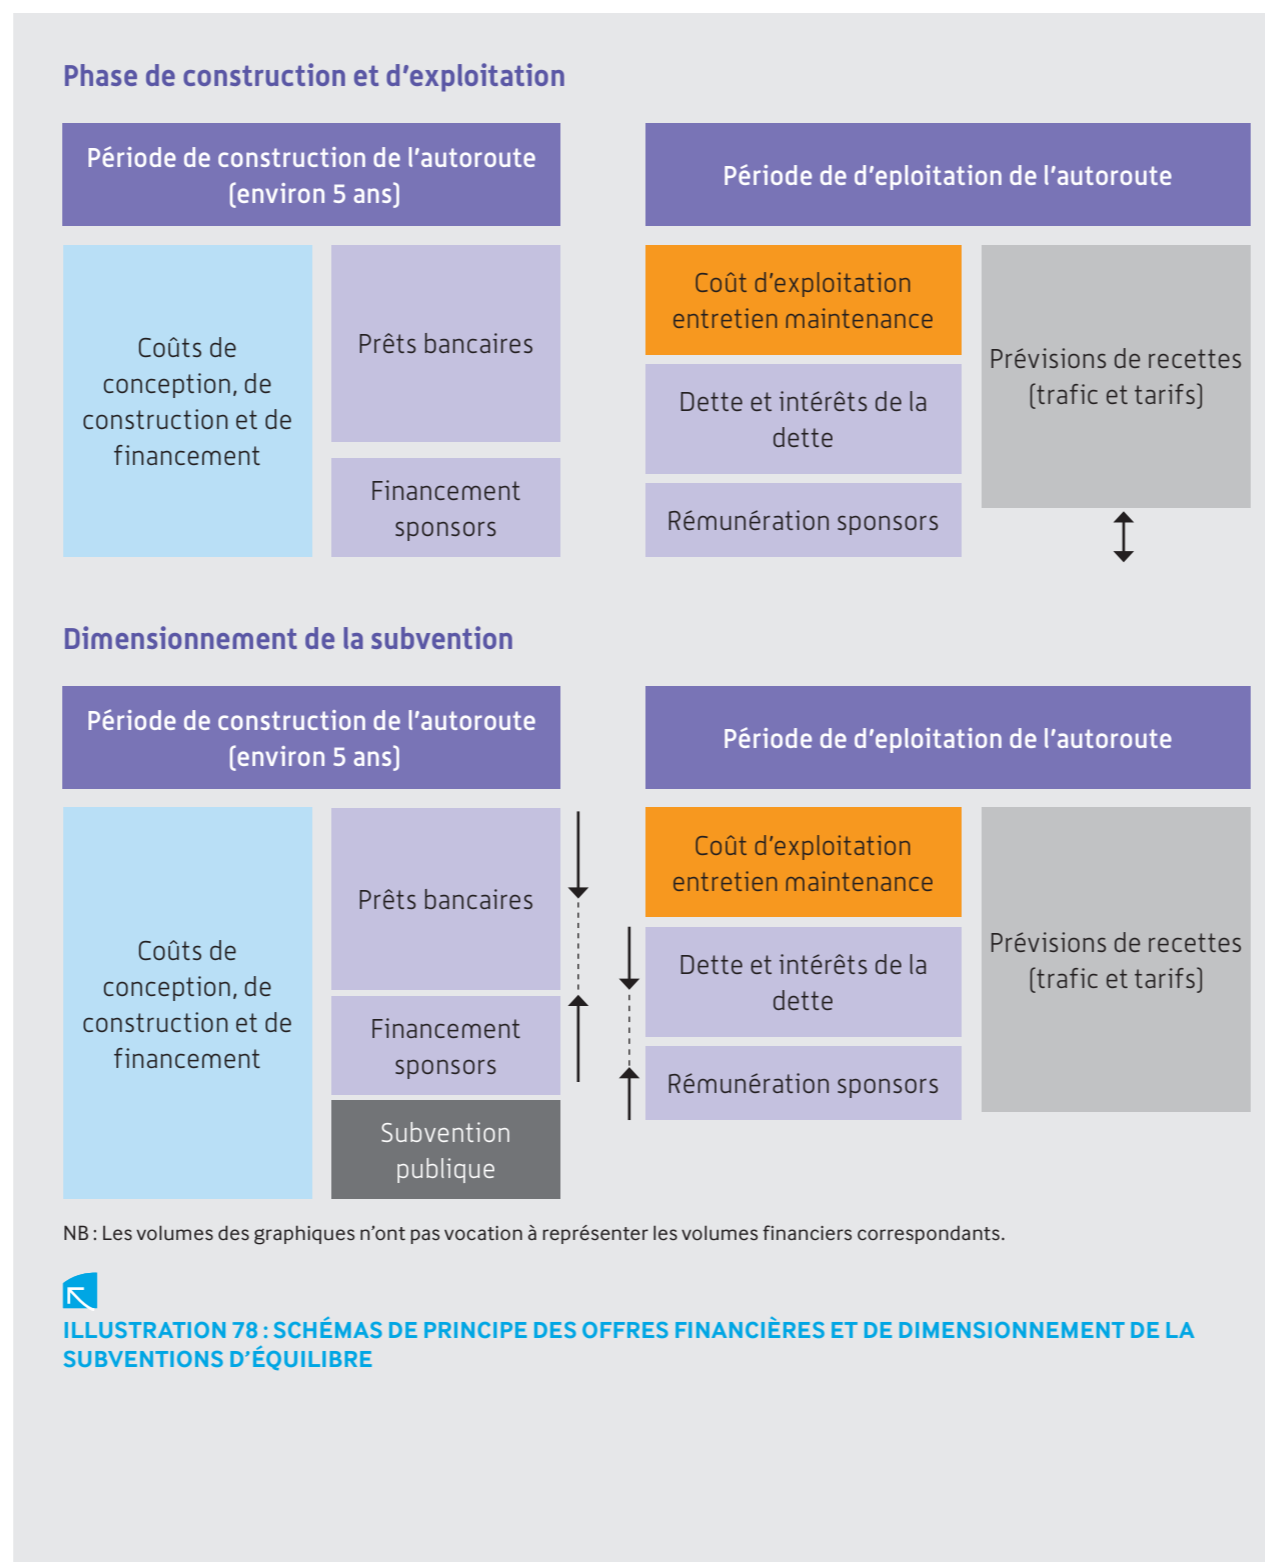 Phase de construction et d'exploitation
Période de construction de l'autoroute
(environ 5 ans)
Période de d'eploitation de l'autoroute
Coûts de
conception, de
construction et de
financement
Prêts bancaires
Financement
sponsors
Coût d'exploitation
entretien maintenance
Dette et intérêts de la
dette
Rémunération sponsors
Prévisions de recettes
(trafic et tarifs)
Dimensionnement de la subvention
Période de construction de l'autoroute
(environ 5 ans)
Période de d'eploitation de l'autoroute
Coûts de
conception, de
construction et de
financement
Prêts bancaires
Financement
sponsors
Subvention
publique
Coût d'exploitation
entretien maintenance
Dette et intérêts de la
dette
Rémunération sponsors
Prévisions de recettes
(trafic et tarifs)
NB : Les volumes des graphiques n'ont pas vocation à représenter les volumes financiers correspondants.
ILLUSTRATION 78 : SCHÉMAS DE PRINCIPE DES OFFRES FINANCIÈRES ET DE DIMENSIONNEMENT DE LA
SUBVENTIONS D'ÉQUILIBRE